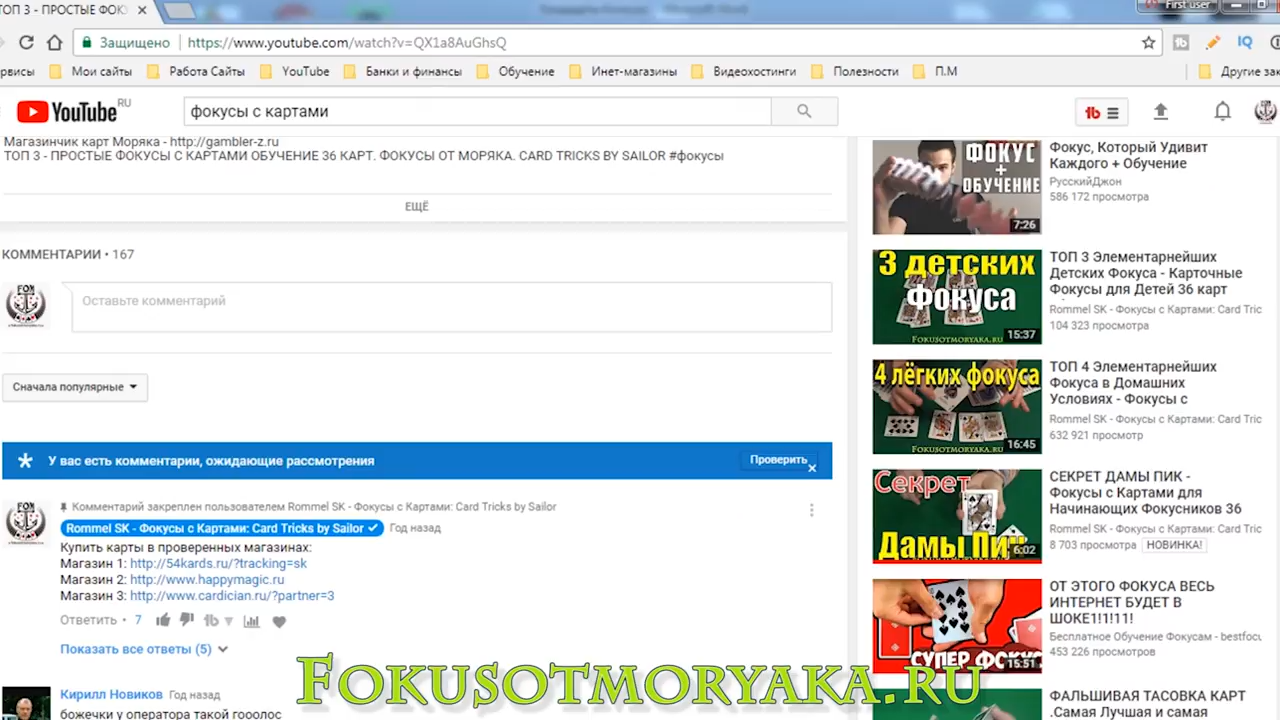 ТОП 3 - ПРОСТЫЕ ФОК
First user
Защищено
https://www.youtube.com/watch?v=QX1a8AuGhsQ
IQ
рвисы
Мои сайты
Работа Сайты
YouTube
Банки и финансы
Обучение
Инет-магазины
Видеохостинги
Полезности
П.М
Другие зак
YouTube RU
фокусы с картами
Магазинчик карт Моряка - http://gambler-z.ru
ТОП 3 - ПРОСТЫЕ ФОКУСЫ С КАРТАМИ ОБУЧЕНИЕ 36 КАРТ. ФОКУСЫ ОТ МОРЯКА. CARD TRICKS BY SAILOR #фокусы
ЕЩЁ
КОММЕНТАРИИ • 167
Оставьте комментарий
Сначала популярные
У вас есть комментарии, ожидающие рассмотрения
Проверить
Комментарий закреплен пользователем Rommel SK - Фокусы с Картами: Card Tricks by Sailor
Rommel SK - Фокусы с Картами: Card Tricks by Sailor
Год назад
Купить карты в проверенных магазинах:
Магазин 1: http://54kards.ru/?tracking=sk
Магазин 2: http://www.happymagic.ru
Магазин 3: http://www.cardician.ru/?partner=3
Ответить • 7
Показать все ответы (5)
Кирилл Новиков Год назад
божечки у оператора такой гооолос
ФОКУС
+
ОБУЧЕНИЕ
7:26
Фокус, Который Удивит
Каждого + Обучение
РусскийДжон
586 172 просмотра
3 детских
Фокуса
FOKUSOTMORYAKA.RU
15:37
ТОП 3 Элементарнейших
Детских Фокуса - Карточные
Фокусы для Детей 36 карт
Rommel SK - Фокусы с Картами: Card Tric
104 323 просмотра
4 лёгких фокуса
FOKUSOTMORYAKA.RU
16:45
ТОП 4 Элементарнейших
Фокуса в Домашних
Условиях - Фокусы с
Rommel SK - Фокусы с Картами: Card Tric
632 921 просмотр
Секрет
Дамы Пик
6:02
СЕКРЕТ ДАМЫ ПИК -
Фокусы с Картами для
Начинающих Фокусников 36
Rommel SK - Фокусы с Картами: Card Tric
8 703 просмотра
НОВИНКА!
СУПЕР ФОКУС
15:51
ОТ ЭТОГО ФОКУСА ВЕСЬ
ИНТЕРНЕТ БУДЕТ В
ШОКЕ1!1!11!
Бесплатное Обучение Фокусам - bestfocu
453 226 просмотров
ФАЛЬШИВАЯ ТАСОВКА КАРТ
.Самая Лучшая и самая
FOKUSOTMORYAKA.RU